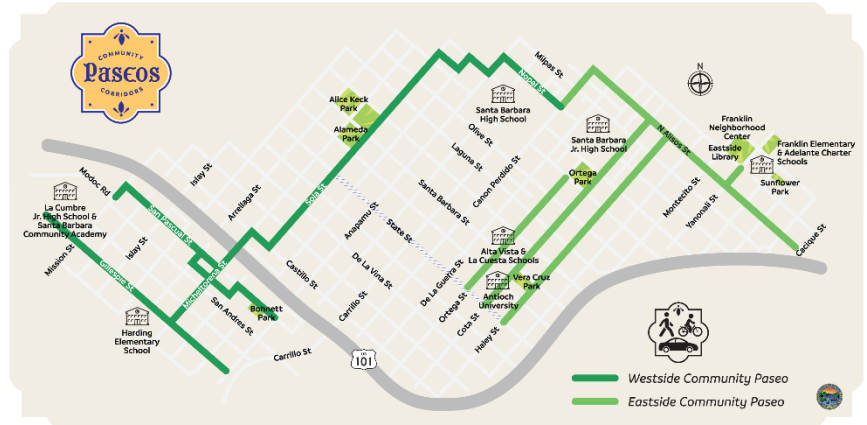 COMMUNITY
Paseos
CORRIDORS
N
Milpas St
Nopal St
Alice Keck
Park
Alameda
Park
Santa Barbara
High School
Santa Barbara
Jr. High School
N Alisos St
Franklin
Neighborhood
Center
Eastside
Library
Franklin Elementary
& Adelante Charter
Schools
Sunflower
Park
Olive St
Laguna St
Canon Perdido St
Santa Barbara St
Ortega
Park
Montecito St
Yanonali St
Cacique St
Modoc Rd
La Cumbre
Jr. High School &
Santa Barbara
Community Academy
Mission St
Islay St
Islay St
Arrellaga St
Sola St
Anapamu St
State St
San Pascual St
Gillespie St
Micheltorena St
San Andres St
Bohnett
Park
Castillo St
De La Vina St
Carrillo St
Carrillo St
De La Guerra St
Ortega St
Cota St
Haley St
Alta Vista &
La Cuesta Schools
Antioch
University
Vera Cruz
Park
Harding
Elementary
School
101
Westside Community Paseo
Eastside Community Paseo